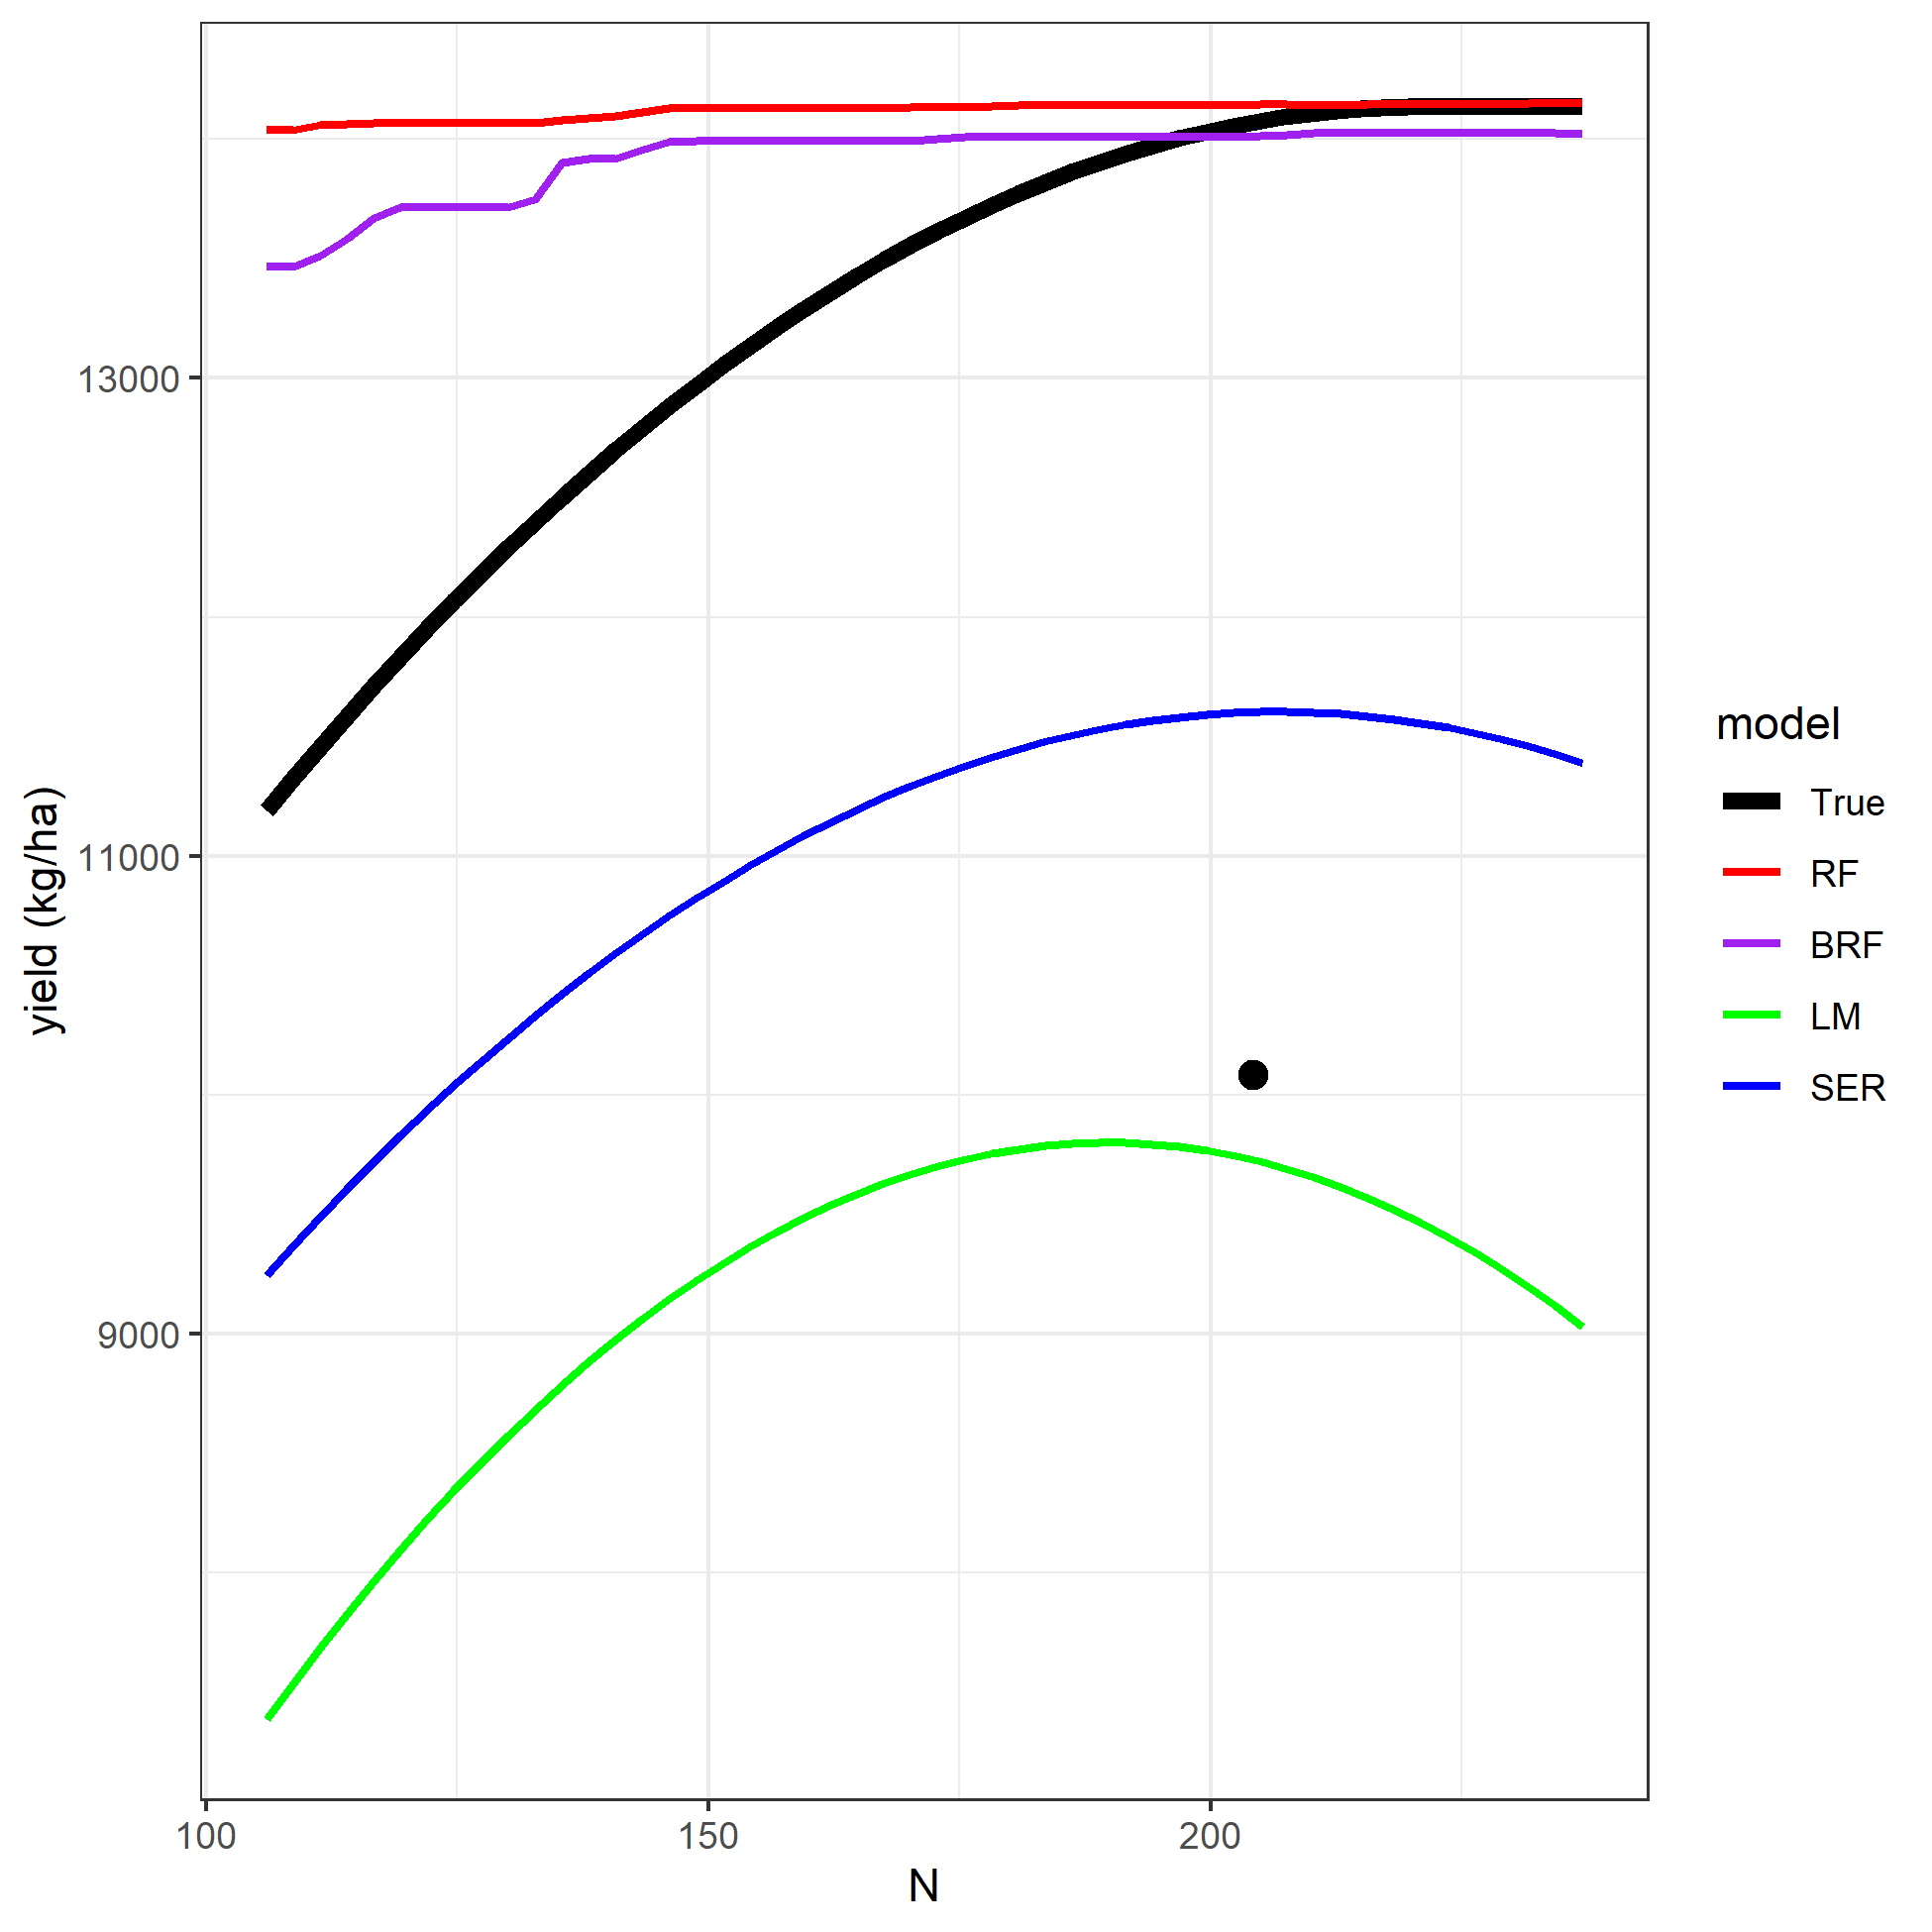 yield (kg/ha)
13000
11000
9000
100
150
200
N
model
True
RF
BRF
LM
SER